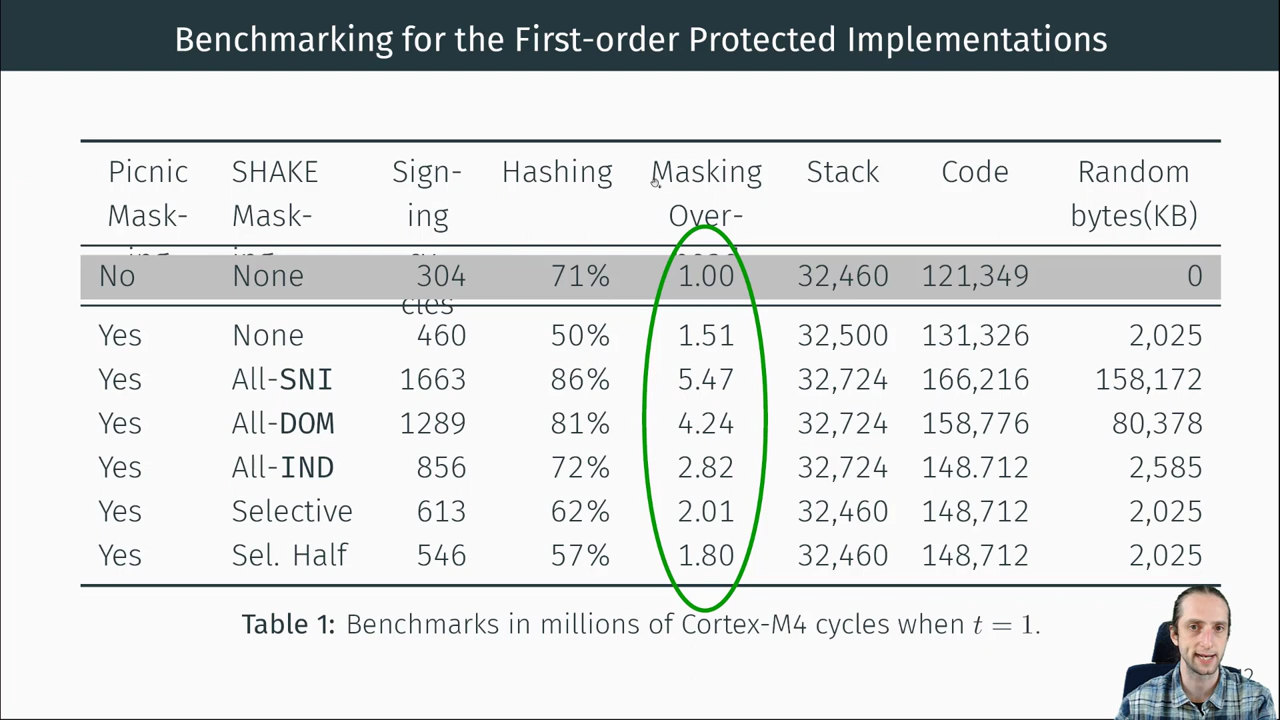 Benchmarking for the First-order Protected Implementations
Picnic SHAKE Sign- Hashing Masking Stack Code Random
Mask- Mask- ing Over- bytes(KB)
No None 304 71% 1.00 32,460 121,349 0
cles
Yes None 460 50% 1.51 32,500 131,326 2,025
Yes All-SNI 1663 86% 5.47 32,724 166,216 158,172
Yes All-DOM 1289 81% 4.24 32,724 158,776 80,378
Yes All-IND 856 72% 2.82 32,724 148.712 2,585
Yes Selective 613 62% 2.01 32,460 148,712 2,025
Yes Sel. Half 546 57% 1.80 32,460 148,712 2,025
Table 1: Benchmarks in millions of Cortex-M4 cycles when t = 1.